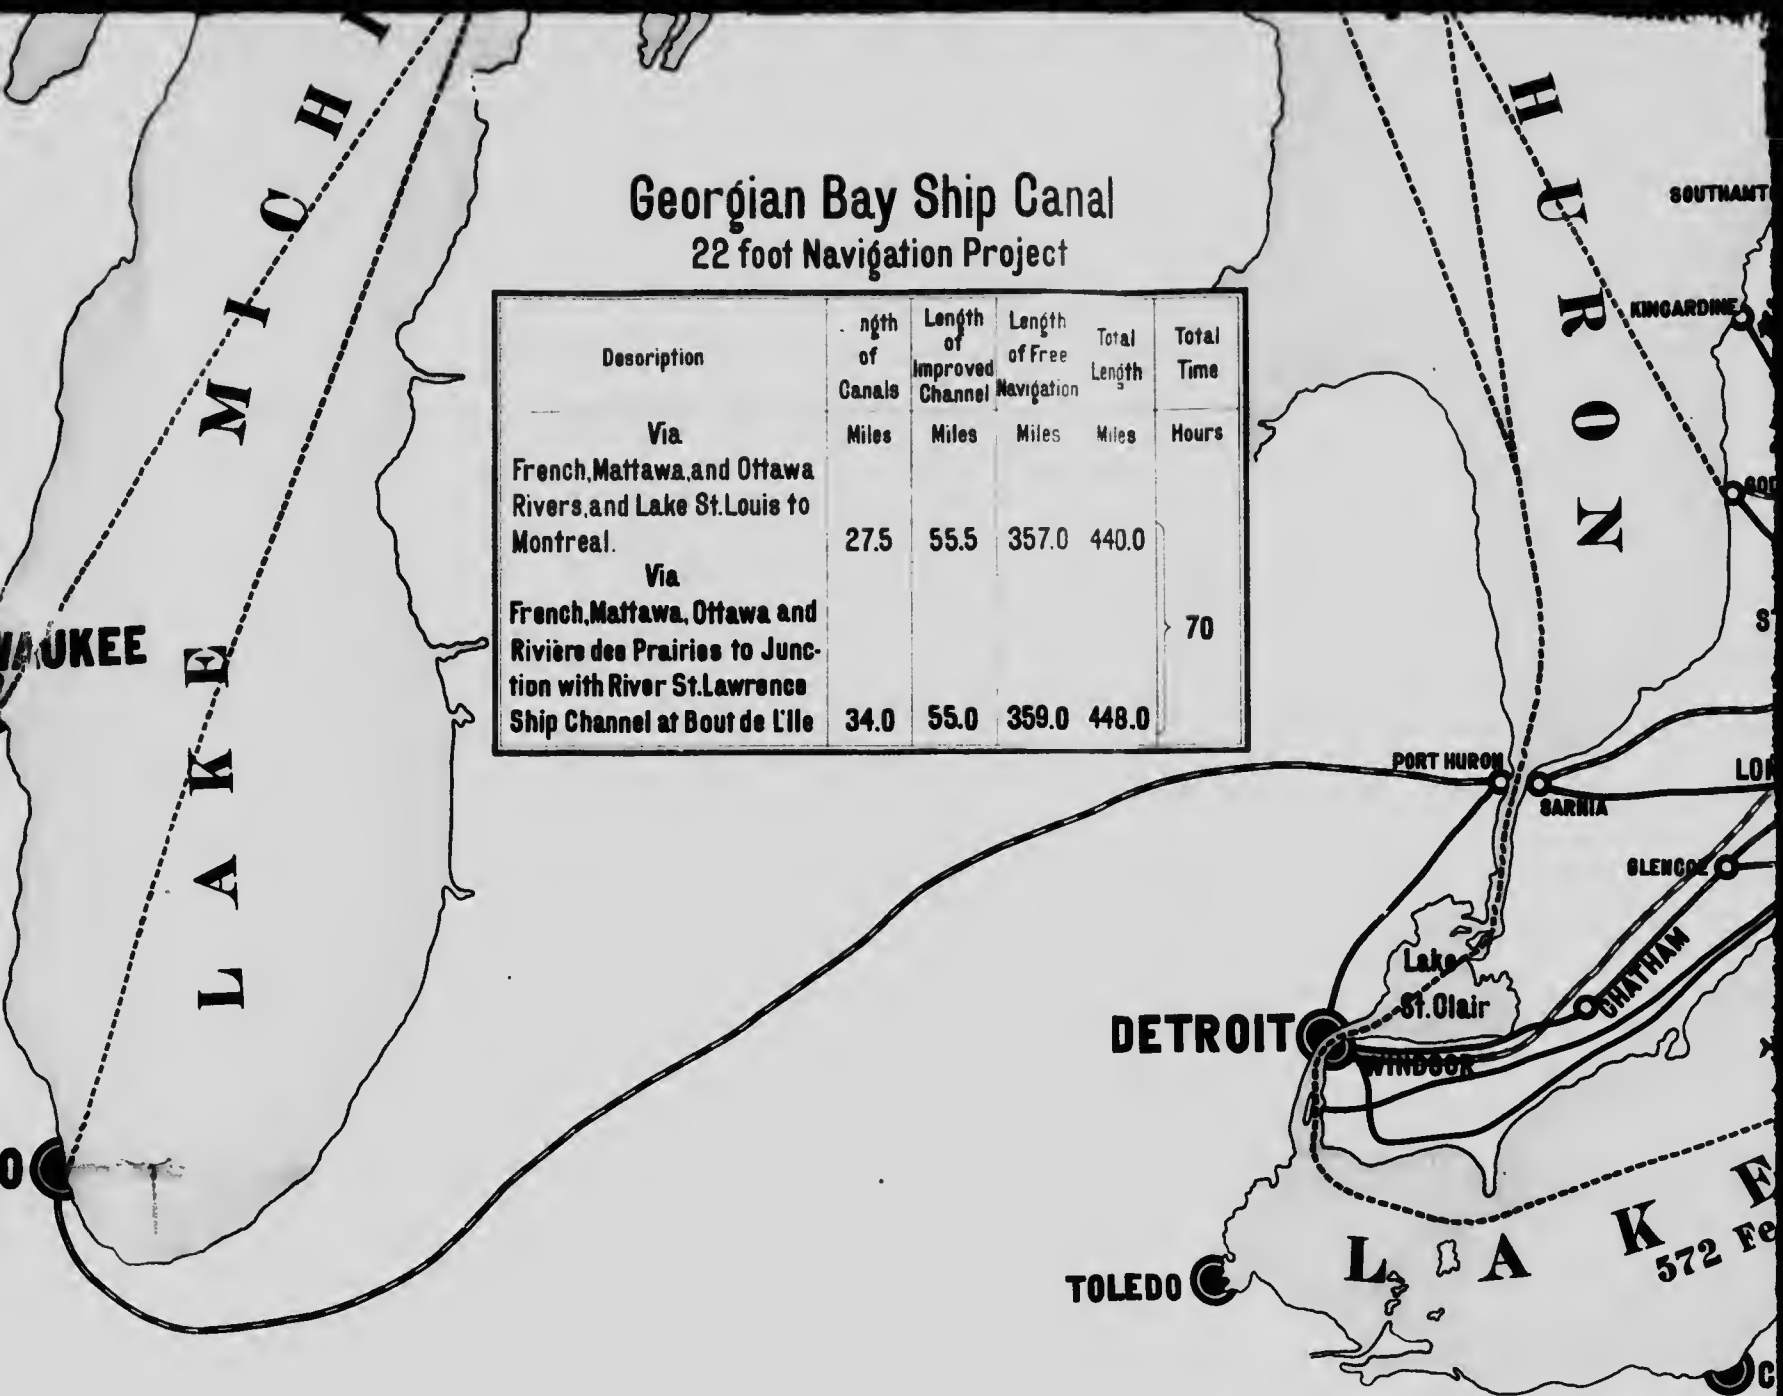 Georgian Bay Ship Canal
22 foot Navigation Project
Description
ngth
of
Canals
Length
of
Improved
Channel
Length
of Free
Navigation
Total
Length
Total
Time
Via
Miles
Miles
Miles
Miles
Hours
French, Mattawa, and Ottawa
Rivers, and Lake St. Louis to
Montreal.
27.5
55.5
357.0
440.0
Via
French, Mattawa, Ottawa and
Rivière des Prairies to Junc-
tion with River St. Lawrence
Ship Channel at Bout de L'Ile
34.0
55.0
359.0
448.0
70
LAKE MICHI
HURON
SOUTHAMT
KINCARDINE
GOD
WAUKEE
S
PORT HURON
SARNIA
LON
GLENCOE
CHATHAM
Lake
St. Clair
DETROIT
WINDSOR
O
TOLEDO
LAKE E
572 Fe
C